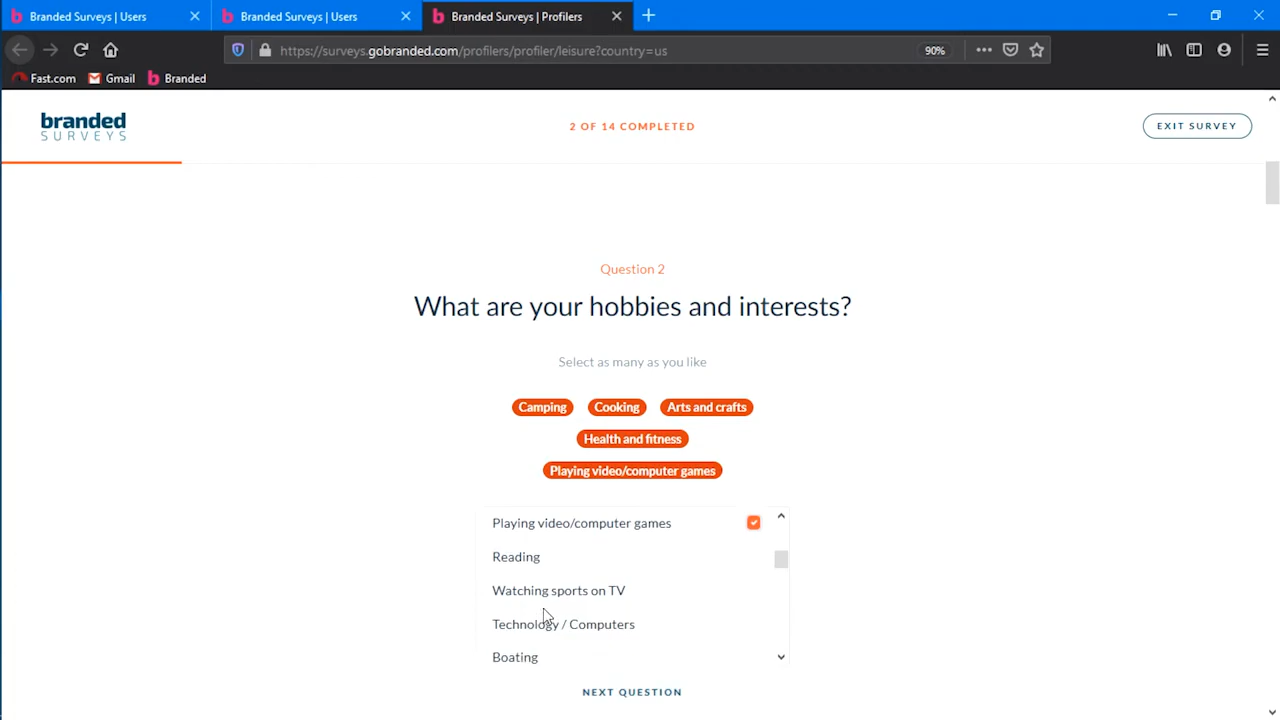 Branded Surveys | Users
Branded Surveys | Users
Branded Surveys | Profilers
https://surveys.gobranded.com/profilers/profiler/leisure?country=us
90%
Fast.com
Gmail
Branded
branded
SURVEYS
2 OF 14 COMPLETED
EXIT SURVEY
Question 2
What are your hobbies and interests?
Select as many as you like
Camping Cooking Arts and crafts
Health and fitness
Playing video/computer games
Playing video/computer games
Reading
Watching sports on TV
Technology / Computers
Boating
NEXT QUESTION